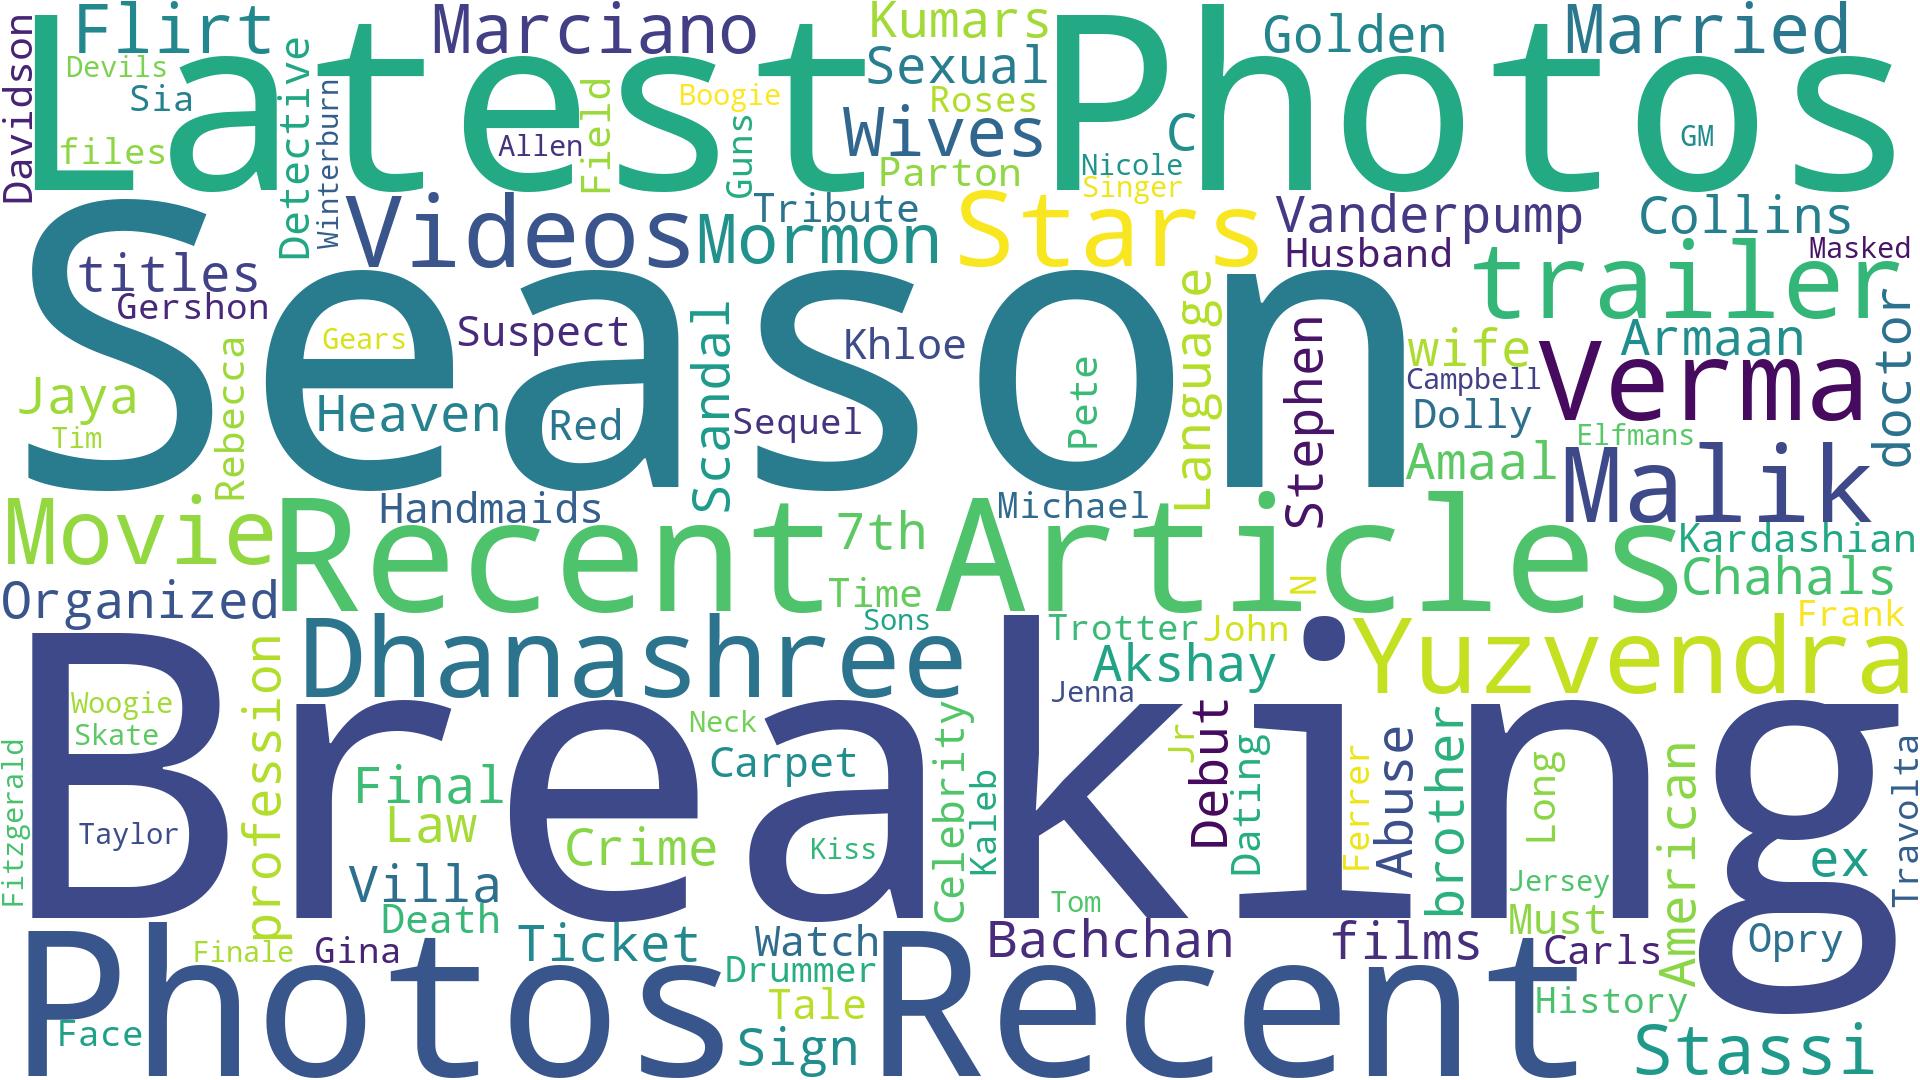 Latest Photos
Season
Breaking
Photos Recent
Recent Articles
Davidson
Flirt
Devils
Sia
files
Detective
Winterburn
Marciano
Allen
Field
Boogie
Guns
Kumars
Sexual
Roses
Wives
Parton
Golden
C
Nicole
Singer
Married
GM
titles
Gershon
Videos
Tribute
Mormon
Stars
Vanderpump
Husband
Collins
Masked
trailer
Gears
Suspect
Scandal
Khloe
Language
Stephen
wife
Armaan
Verma
doctor
Jaya
Tim
Rebecca
Heaven
Red
Sequel
Pete
Campbell
Dolly
Elfmans
Amaal
Malik
Movie
Handmaids
7th
Michael
Kardashian
Chahals
Organized
Time
N
Sons
Dhanashree
Trotter
John
Akshay
Yuzvendra
Frank
Woogie
Skate
profession
Neck
Jenna
Fitzgerald
Taylor
Final
Law
Carpet
Crime
Kiss
Celebrity
Kaleb
Jr
Debut
Dating
Ferrer
Abuse
brother
Long
American
ex
Travolta
Villa
Death
Tom
Jersey
Must
Finale
Gina
Ticket
Watch
Bachchan
films
Carls
Opry
Drummer
Face
Tale
Sign
History
Stassi